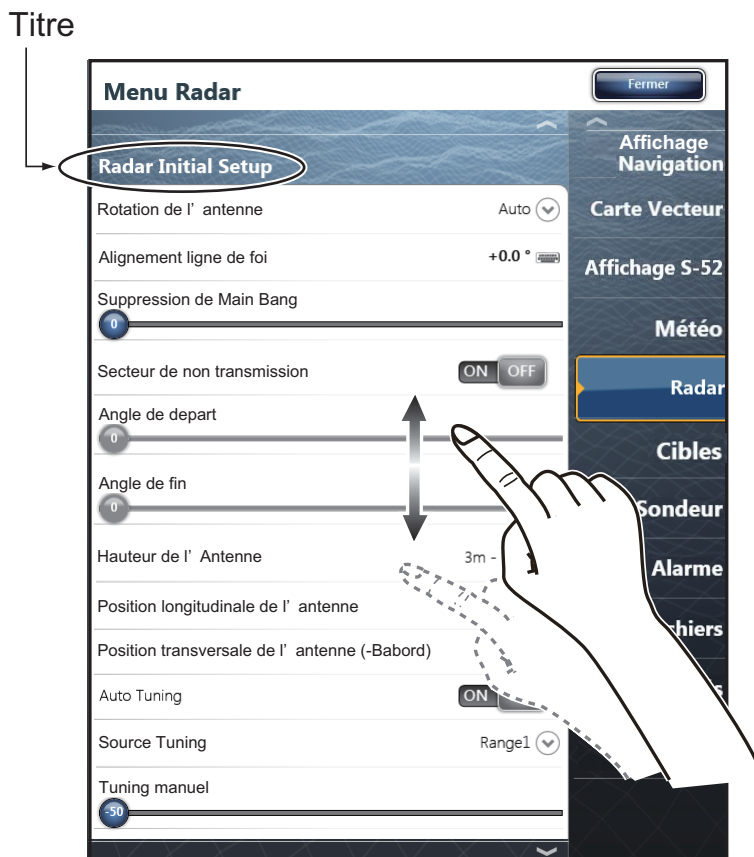 Titre
Menu Radar
Fermer
Radar Initial Setup
Rotation de l' antenne Auto
Alignement ligne de foi +0.0 °
Suppression de Main Bang
0
Secteur de non transmission ON OFF
Angle de depart
0
Angle de fin
0
Hauteur de l' Antenne 3m -
Position longitudinale de l' antenne
Position transversale de l' antenne (-Babord)
Auto Tuning ON
Source Tuning Range1
Tuning manuel
-50
Affichage
Navigation
Carte Vecteur
Affichage S-52
Météo
Radar
Cibles
Sondeur
Alarme